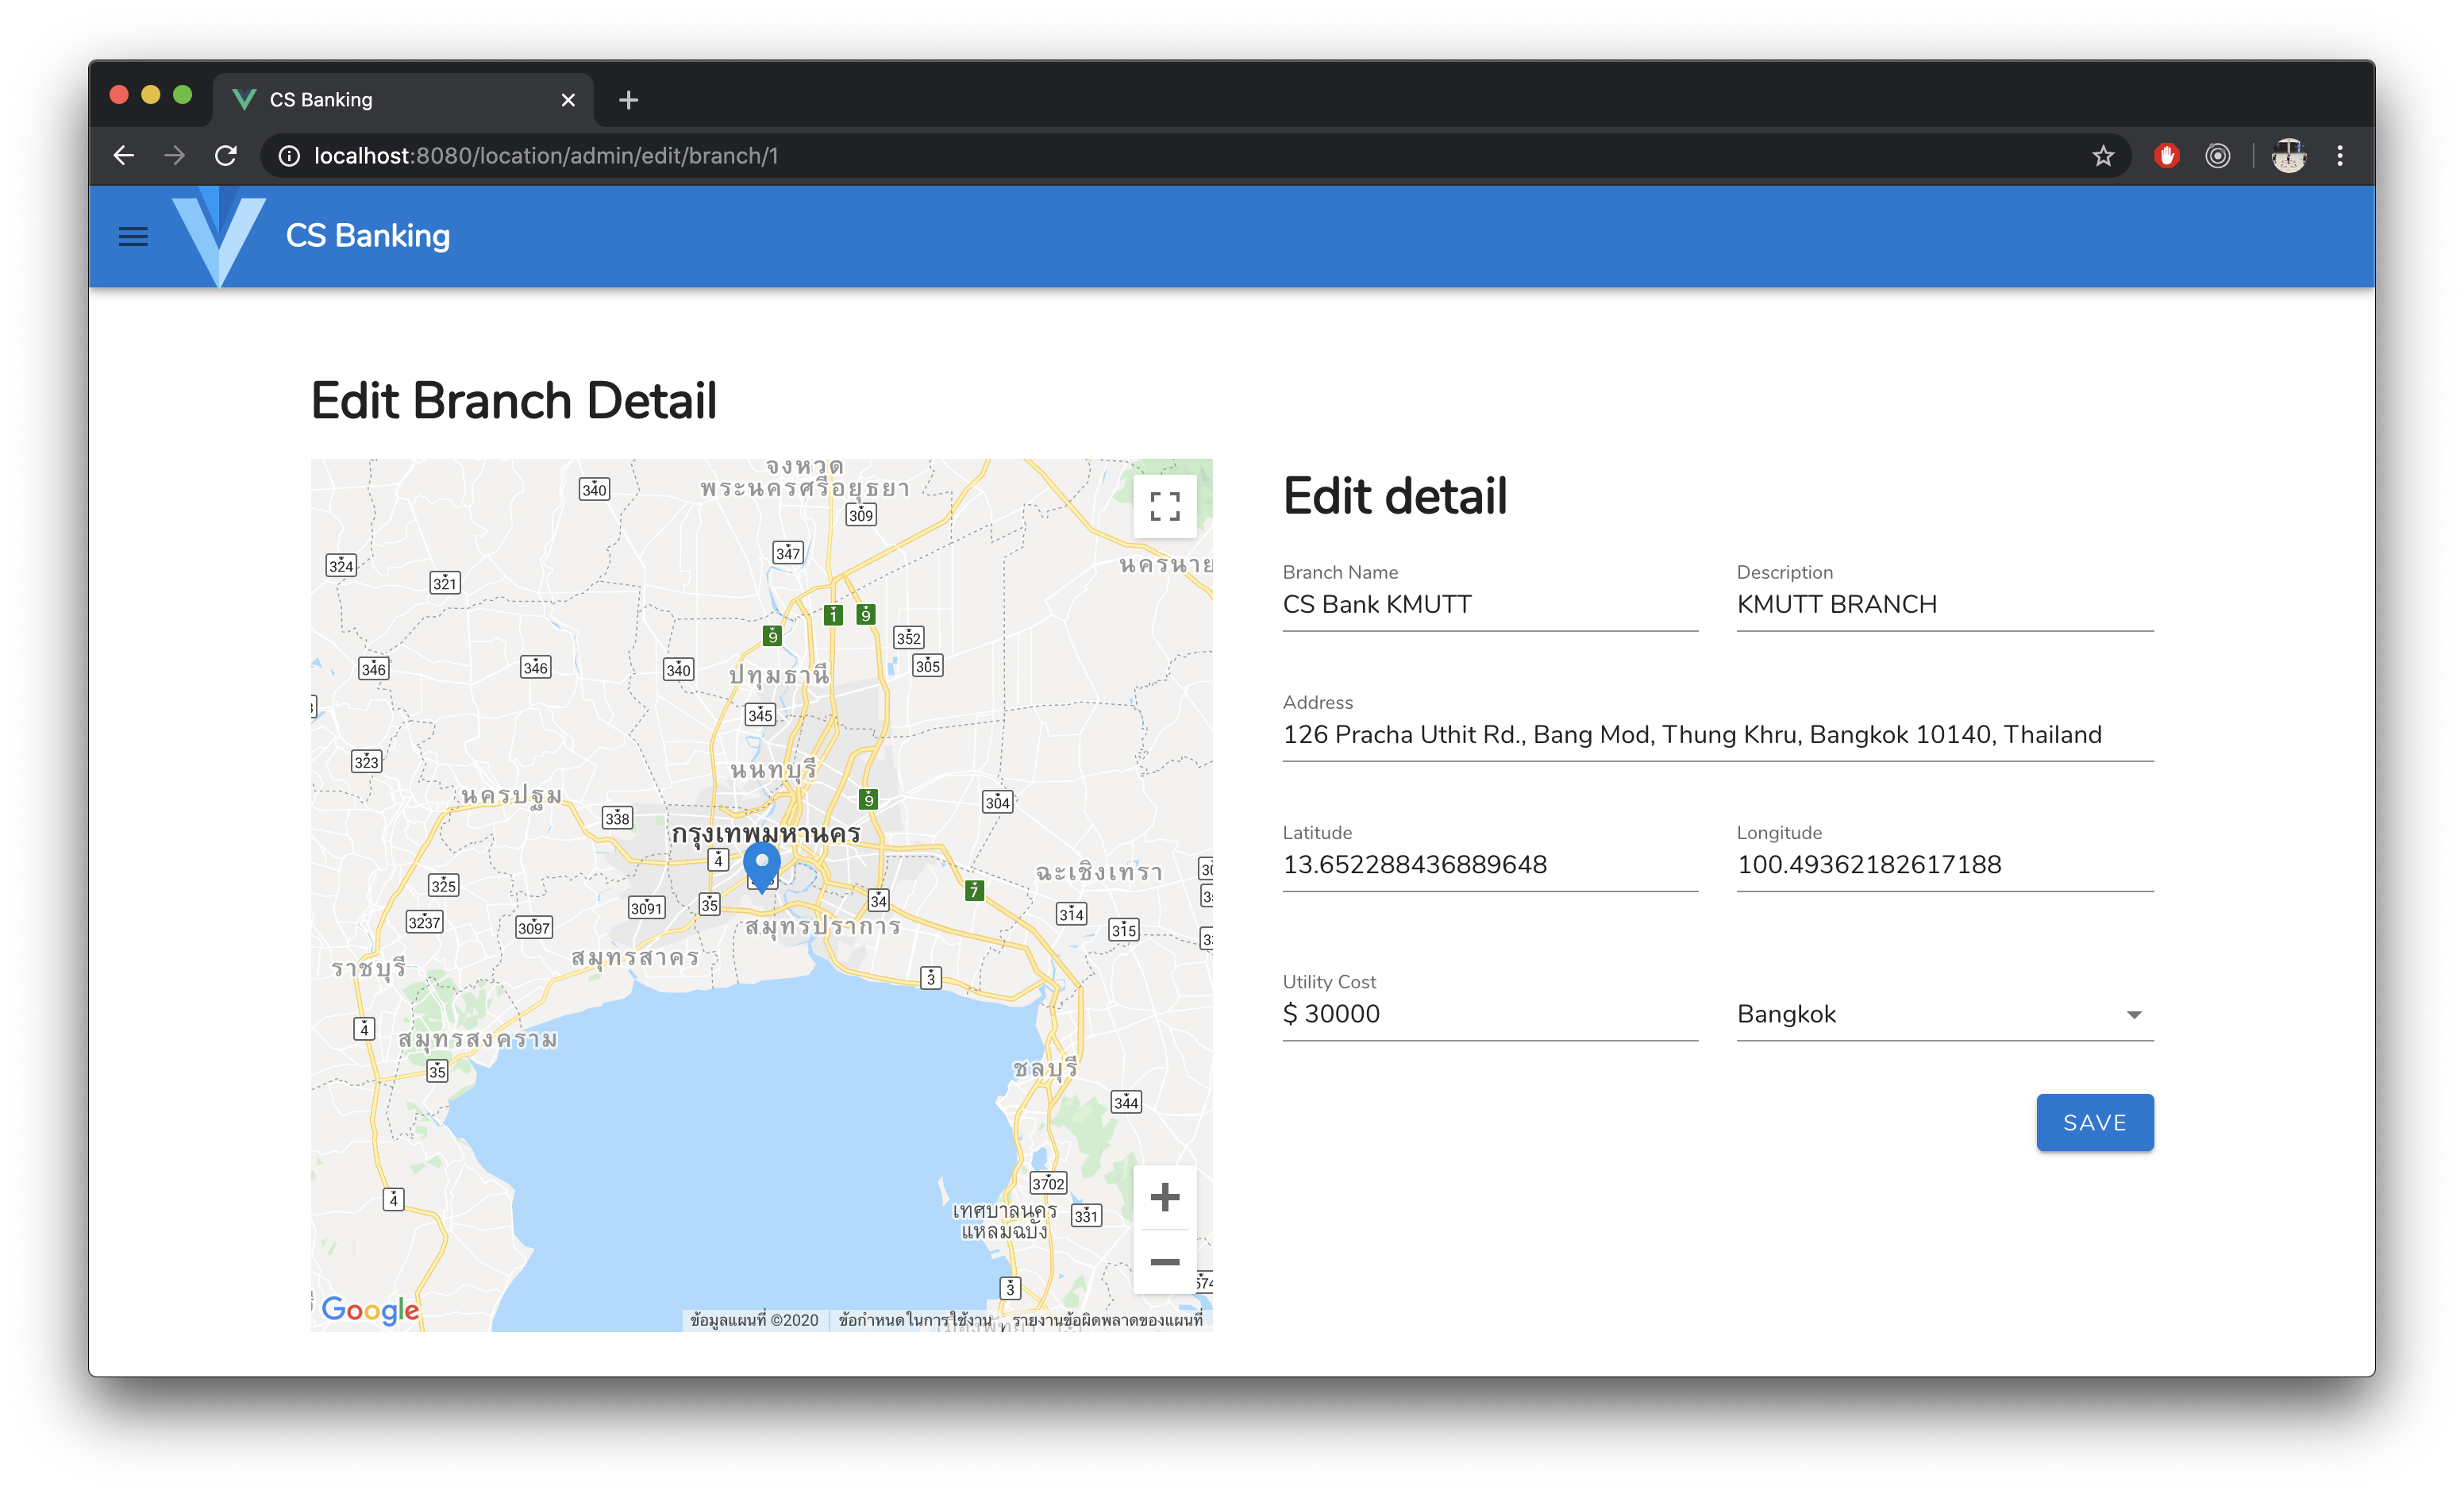 CS Banking
localhost:8080/location/admin/edit/branch/1
CS Banking
Edit Branch Detail
จังหวัด
พระนครศรีอยุธยา
340
309
347
324
321
นครนาย
1
9
9
352
305
346
346
340
ปทุมธานี
345
323
นนทบุรี
นครปฐม
9
304
338
กรุงเทพมหานคร
4
ฉะเชิงเทรา
325
7
3091
35
34
314
3237
3097
สมุทรปราการ
315
สมุทรสาคร
ราชบุรี
3
4
สมุทรสงคราม
35
ชลบุรี
344
3702
4
เทศบาลนคร
แหลมฉบัง
331
3
Google
ข้อมูลแผนที่ ©2020
ข้อกำหนดในการใช้งาน
รายงานข้อผิดพลาดของแผนที่
Edit detail
Branch Name
CS Bank KMUTT
Description
KMUTT BRANCH
Address
126 Pracha Uthit Rd., Bang Mod, Thung Khru, Bangkok 10140, Thailand
Latitude
13.652288436889648
Longitude
100.49362182617188
Utility Cost
$ 30000
Bangkok
SAVE